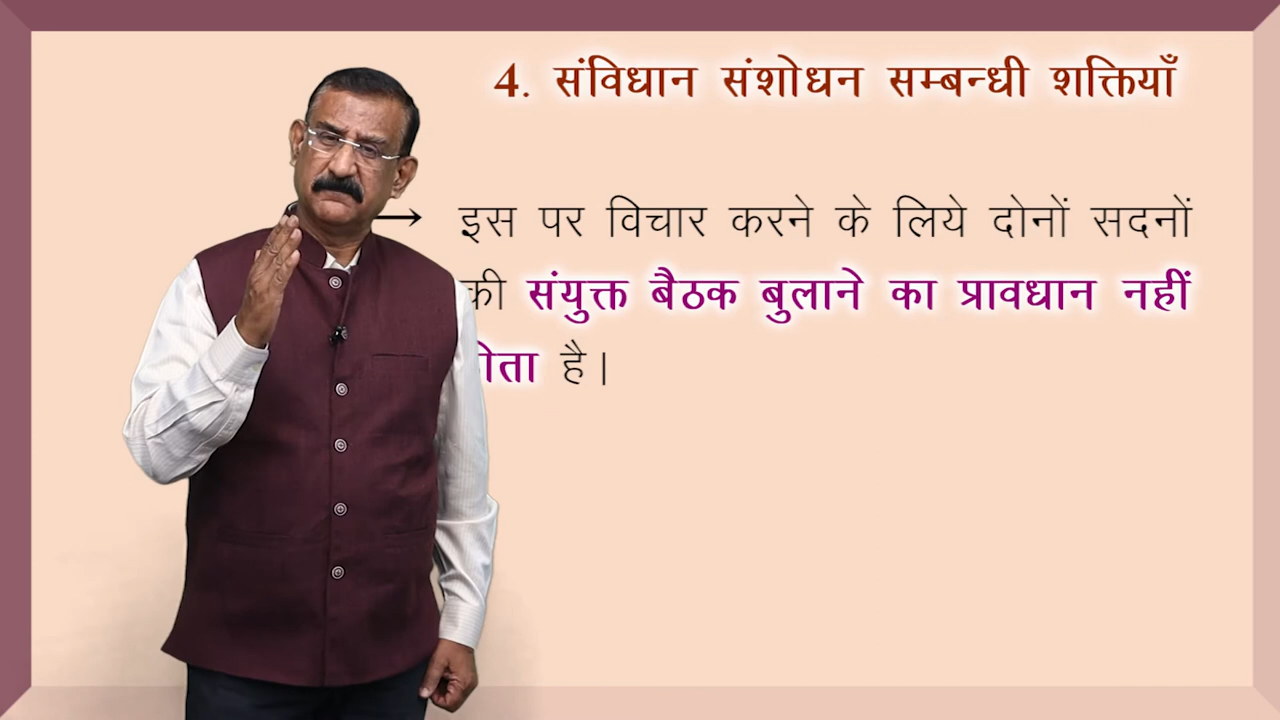 4. संविधान संशोधन सम्बन्धी शक्तियाँ
→ इस पर विचार करने के लिये दोनों सदनों
की संयुक्त बैठक बुलाने का प्रावधान नहीं
है।